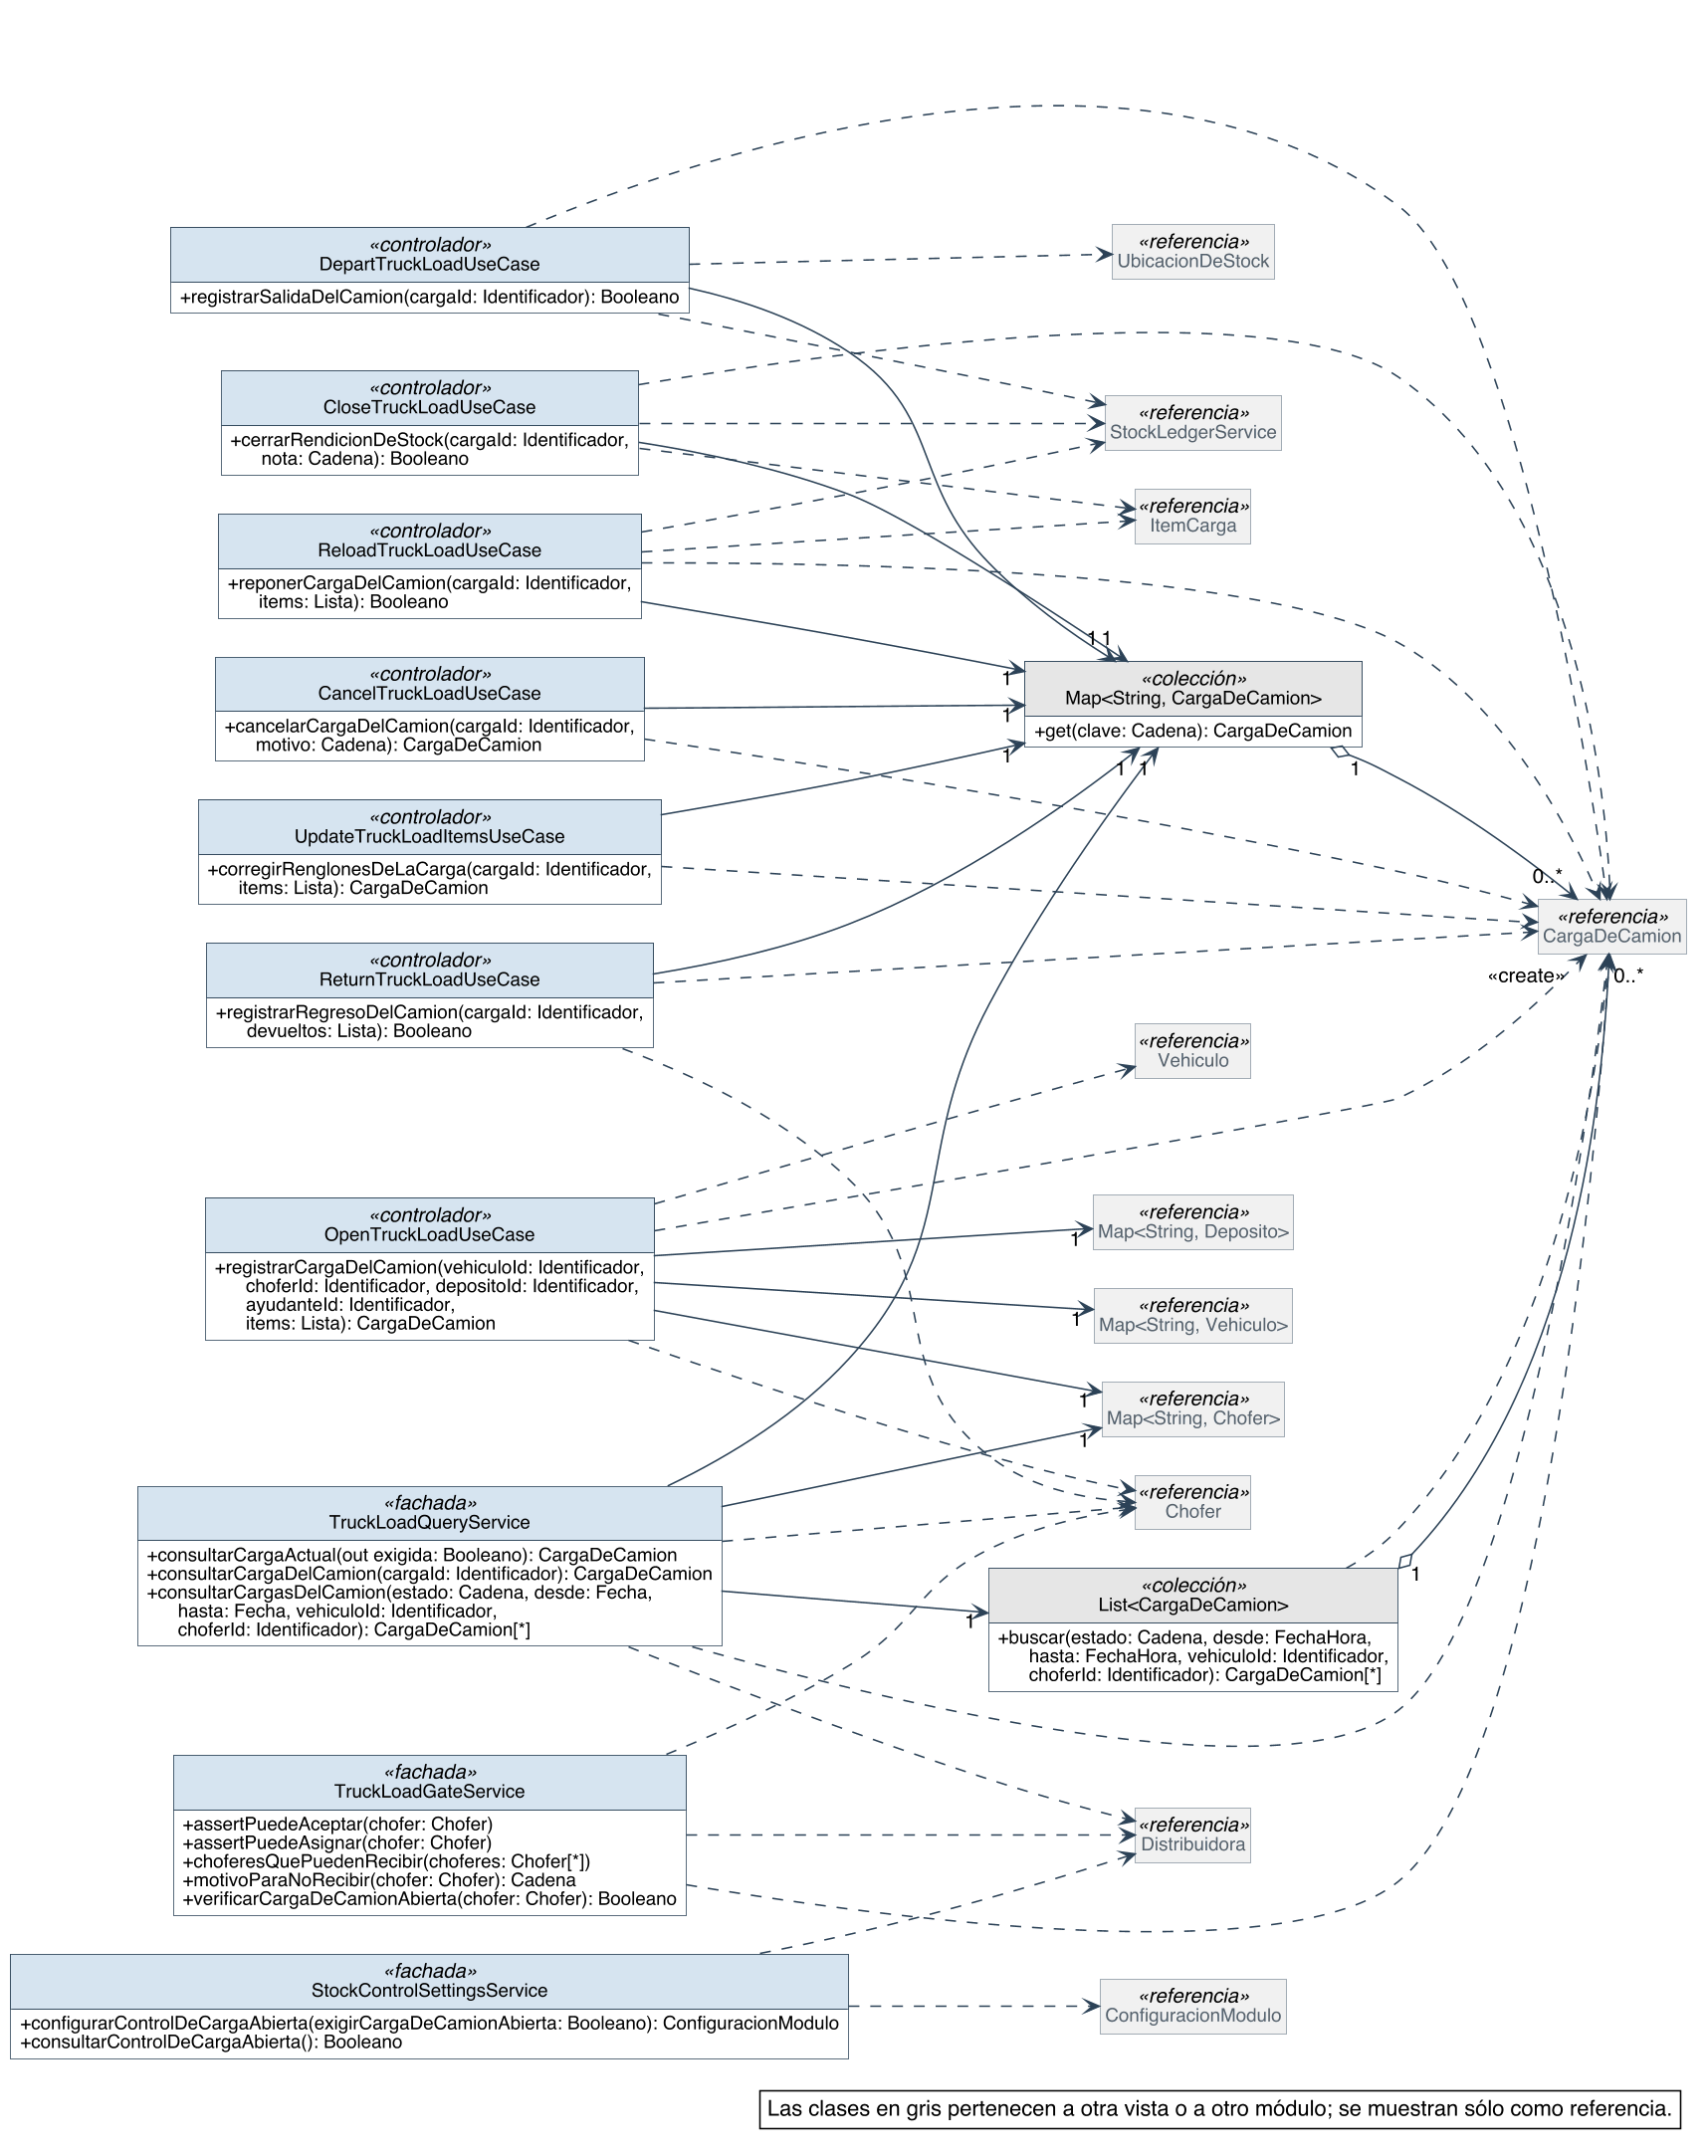 «controlador»
DepartTruckLoadUseCase
+registrarSalidaDelCamion(cargaId: Identificador): Booleano
«referencia»
UbicacionDeStock
«controlador»
CloseTruckLoadUseCase
+cerrarRendicionDeStock(cargaId: Identificador,
nota: Cadena): Booleano
«referencia»
StockLedgerService
«referencia»
ItemCarga
«controlador»
ReloadTruckLoadUseCase
+reponerCargaDelCamion(cargaId: Identificador,
items: Lista): Booleano
1
1
1
«colección»
Map<String, CargaDeCamion>
+get(clave: Cadena): CargaDeCamion
«controlador»
CancelTruckLoadUseCase
+cancelarCargaDelCamion(cargaId: Identificador,
motivo: Cadena): CargaDeCamion
1
1
1
1
1
«controlador»
UpdateTruckLoadItemsUseCase
+corregirRenglonesDeLaCarga(cargaId: Identificador,
items: Lista): CargaDeCamion
0..*
«referencia»
CargaDeCamion
«create»
0..*
«controlador»
ReturnTruckLoadUseCase
+registrarRegresoDelCamion(cargaId: Identificador,
devueltos: Lista): Booleano
«referencia»
Vehiculo
«controlador»
OpenTruckLoadUseCase
+registrarCargaDelCamion(vehiculoId: Identificador,
choferId: Identificador, depositoId: Identificador,
ayudanteId: Identificador,
items: Lista): CargaDeCamion
«referencia»
Map<String, Deposito>
1
«referencia»
Map<String, Vehiculo>
1
«referencia»
Map<String, Chofer>
1
1
«referencia»
Chofer
«fachada»
TruckLoadQueryService
+consultarCargaActual(out exigida: Booleano): CargaDeCamion
+consultarCargaDelCamion(cargaId: Identificador): CargaDeCamion
+consultarCargasDelCamion(estado: Cadena, desde: Fecha,
hasta: Fecha, vehiculoId: Identificador,
choferId: Identificador): CargaDeCamion[*]
1
1
«colección»
List<CargaDeCamion>
+buscar(estado: Cadena, desde: FechaHora,
hasta: FechaHora, vehiculoId: Identificador,
choferId: Identificador): CargaDeCamion[*]
«fachada»
TruckLoadGateService
+assertPuedeAceptar(chofer: Chofer)
+assertPuedeAsignar(chofer: Chofer)
+choferesQuePuedenRecibir(choferes: Chofer[*])
+motivoParaNoRecibir(chofer: Chofer): Cadena
+verificarCargaDeCamionAbierta(chofer: Chofer): Booleano
«referencia»
Distribuidora
«fachada»
StockControlSettingsService
+configurarControlDeCargaAbierta(exigirCargaDeCamionAbierta: Booleano): ConfiguracionModulo
+consultarControlDeCargaAbierta(): Booleano
«referencia»
ConfiguracionModulo
Las clases en gris pertenecen a otra vista o a otro módulo; se muestran sólo como referencia.